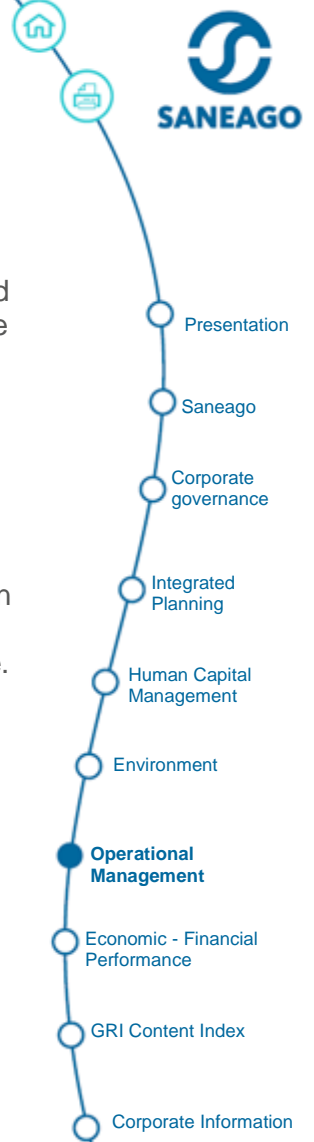 SANEAGO
Presentation
Saneago
Corporate
governance
Integrated
Planning
Human Capital
Management
Environment
Operational
Management
Economic - Financial
Performance
GRI Content Index
Corporate Information